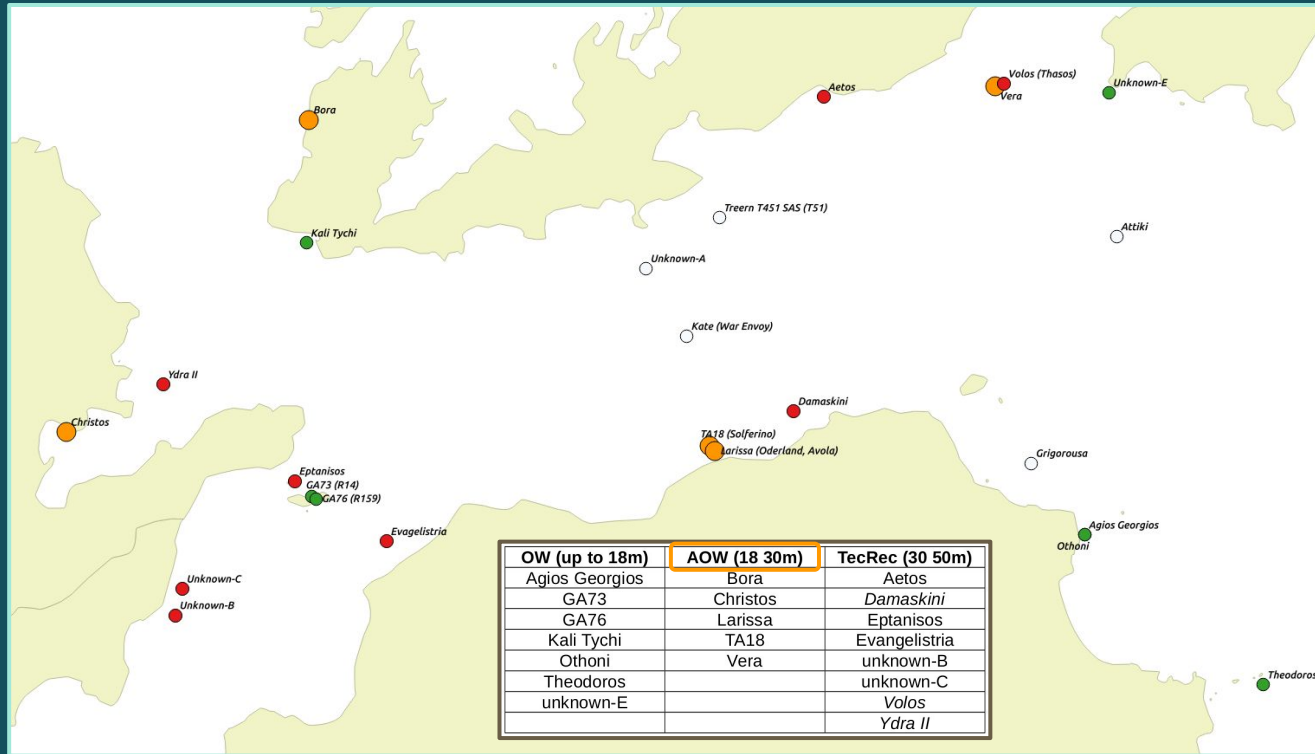 Volos (Thasos)
Aetos
Unknown-E
Vera
Bora
Treern T451 SAS (T51)
Attiki
Kali Tychi
Unknown-A
Kate (War Envoy)
Ydra II
Damaskini
Christos
TA18 (Solferino)
Larissa (Oderland, Avola)
Grigorousa
Eptanisos
GA73 (R14)
GA76 (R159)
Agios Georgios
Evagelistria
Othoni
Unknown-C
Unknown-B
Theodoros
OW (up to 18m) AOW (18 30m) TecRec (30 50m)
Agios Georgios Bora Aetos
GA73 Christos Damaskini
GA76 Larissa Eptanisos
Kali Tychi TA18 Evangelistria
Othoni Vera unknown-B
Theodoros unknown-C
unknown-E Volos
Ydra II